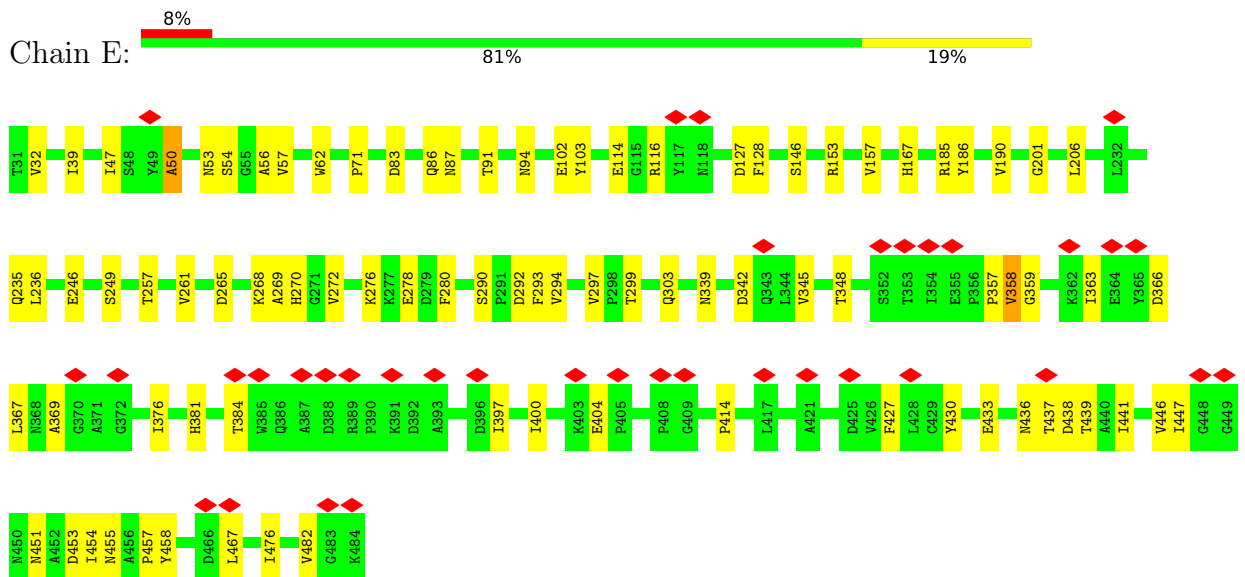 8%
Chain E:
81% 19%
T31 V32 I39 I47 S48 Y49 A50 N53 S54 G55 A56 V57 W62 P71 D83 Q86 N87 T91 N94 E102 Y103 E114 G115 R116 Y117 N118 D127 F128 S146 R153 V157 H167 R185 Y186 V190 G201 L206 L232
Q235 L236 E246 S249 T257 V261 D265 K268 A269 H270 G271 V272 K276 K277 E278 D279 F280 S290 P291 D292 F293 V294 V297 P298 T299 Q303 N339 D342 Q343 L344 V345 T348 S352 T353 I354 E355 P356 P357 V358 G359 K362 I363 E364 Y365 D366
L367 N368 A369 G370 A371 G372 I376 H381 T384 W385 Q386 A387 D388 R389 P390 K391 D392 A393 D396 I397 I400 K403 E404 P405 P408 G409 P414 L417 A421 D425 V426 F427 L428 C429 Y430 E433 N436 T437 D438 T439 A440 I441 V446 I447 G448 G449
N450 N451 A452 D453 I454 N455 A456 P457 Y458 D466 L467 I476 V482 G483 K484